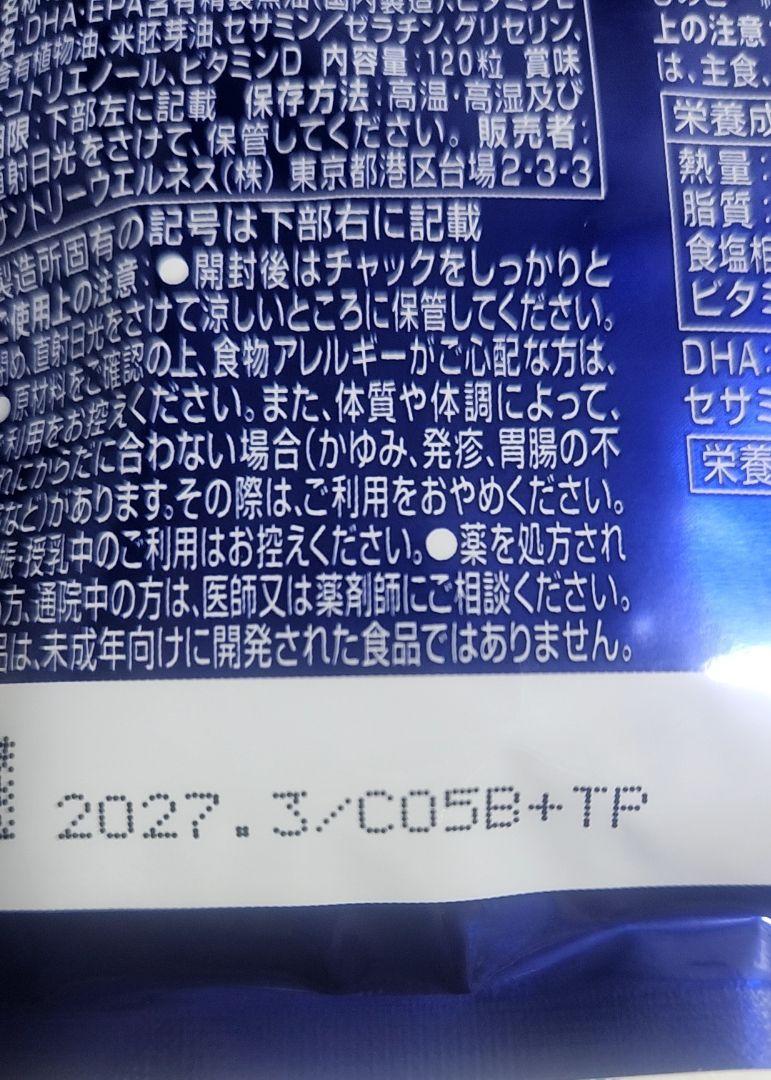 名称:DHA・EPA含有精製魚油(国内製造)、ビタミンE
含有植物油、米胚芽油、セサミン/ゼラチン、グリセリン、
トコトリエノール、ビタミンD 内容量:120粒 賞味
期限:下部左に記載 保存方法:高温・高湿及び
直射日光をさけて、保管してください。 販売者:
サントリーウエルネス(株) 東京都港区台場2-3-3
製造所固有の記号は下部右に記載
ご使用上の注意:●開封後はチャックをしっかりと
閉め、直射日光をさけて涼しいところに保管してください。
●原材料をご確認の上、食物アレルギーがご心配な方は、
ご利用をお控えください。また、体質や体調によって、
まれにからだに合わない場合(かゆみ、発疹、胃腸の不
など)があります。その際は、ご利用をおやめください。
娠・授乳中のご利用はお控えください。●薬を処方され
の方、通院中の方は、医師又は薬剤師にご相談ください。
品は、未成年向けに開発された食品ではありません。
上の注意
は、主食、
栄養成
熱量:
脂質:
食塩相
ビタミ
DHA:
セサミ
栄養
2027.3/C05B+TP